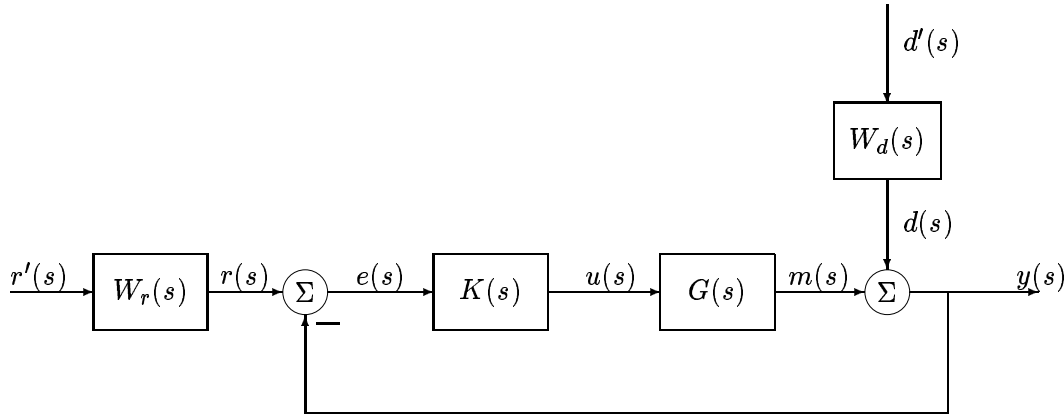 d′(s)
W_d(s)
d(s)
r′(s)
W_r(s)
r(s)
Σ
e(s)
K(s)
u(s)
G(s)
m(s)
Σ
y(s)
−